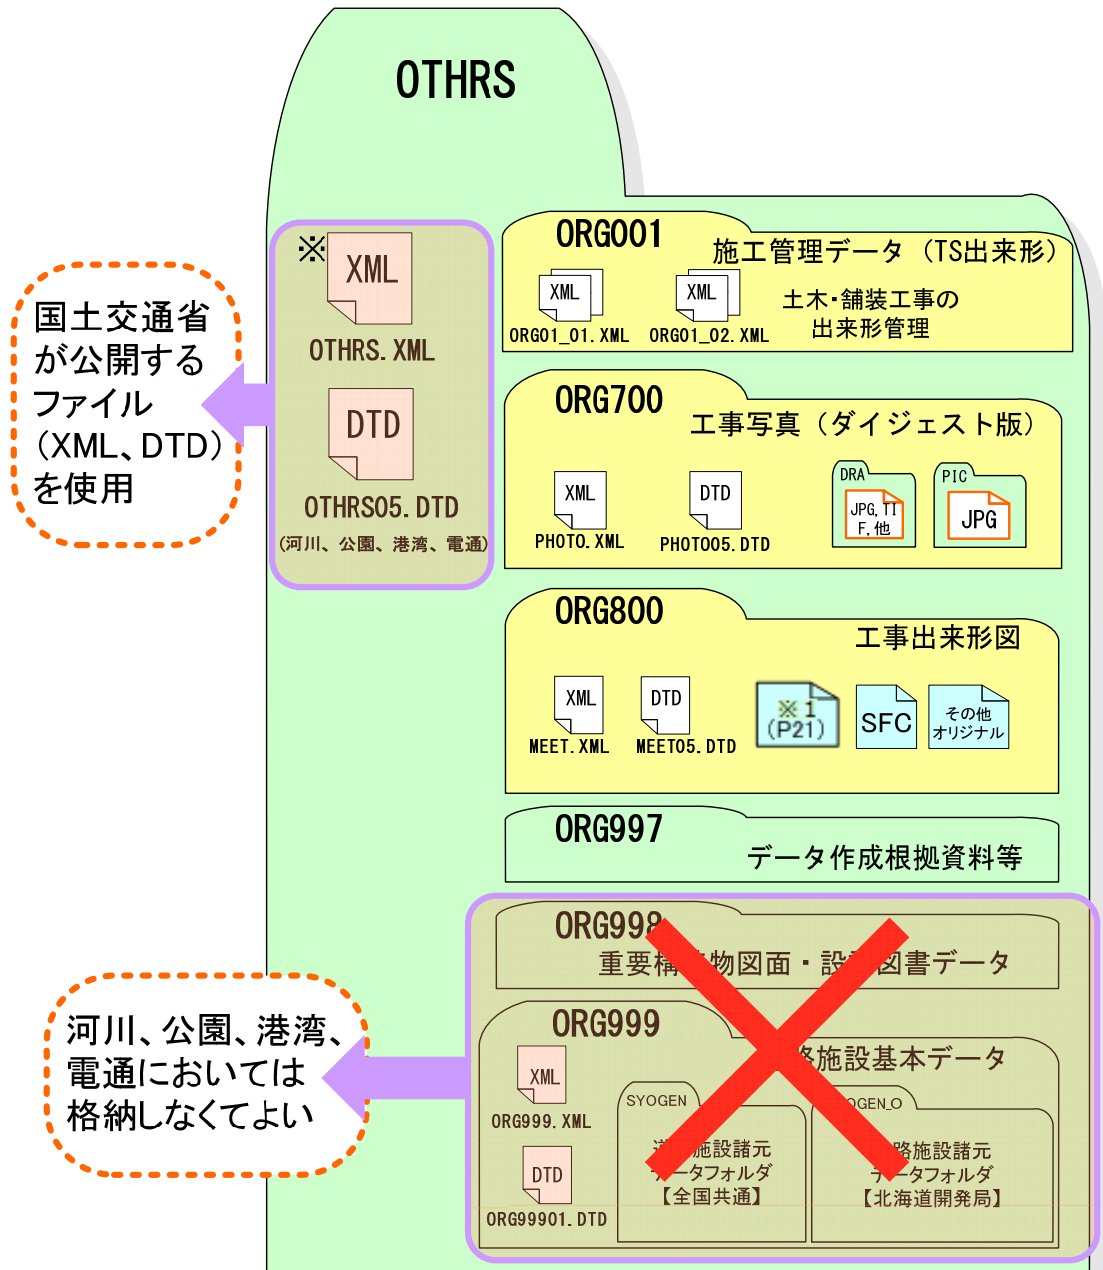 OTHRS
※
XML
OTHRS.XML
DTD
OTHRS05.DTD
(河川、公園、港湾、電通)
国土交通省
が公開する
ファイル
(XML、DTD)
を使用
ORG001
施工管理データ（TS出来形）
XML
ORG01_01.XML
XML
ORG01_02.XML
土木・舗装工事の
出来形管理
ORG700
工事写真（ダイジェスト版）
XML
PHOTO.XML
DTD
PHOTO05.DTD
DRA
JPG,TI
F,他
PIC
JPG
ORG800
工事出来形図
XML
MEET.XML
DTD
MEET05.DTD
※１
(P21)
SFC
その他
オリジナル
ORG997
データ作成根拠資料等
ORG998
重要構 物図面・設 図書データ
ORG999
路施設基本データ
XML
ORG999.XML
DTD
ORG99901.DTD
SYOGEN
施設諸元
データフォルダ
【全国共通】
OGEN_O
路施設諸元
データフォルダ
【北海道開発局】
河川、公園、港湾、
電通においては
格納しなくてよい